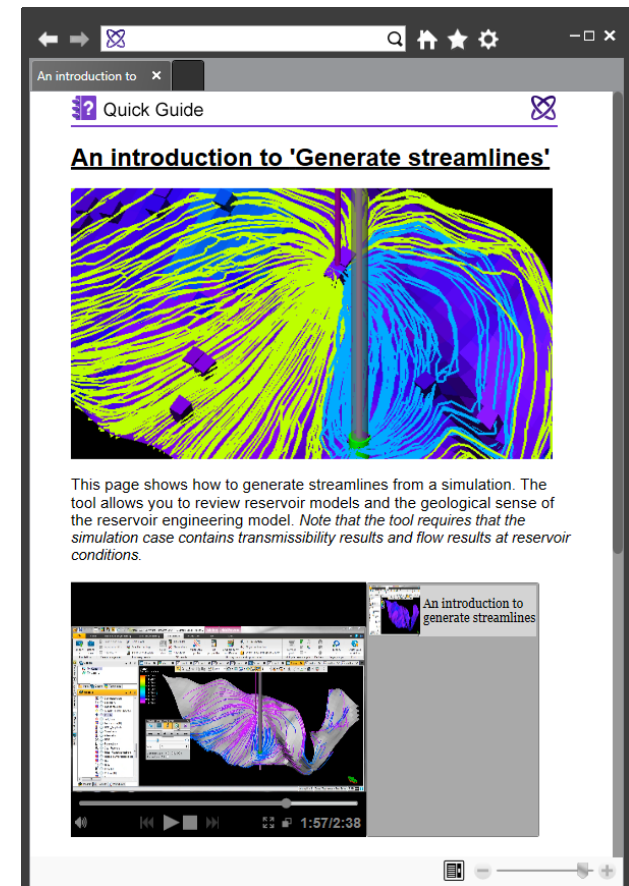 An introduction to
? Quick Guide
An introduction to 'Generate streamlines'
This page shows how to generate streamlines from a simulation. The
tool allows you to review reservoir models and the geological sense of
the reservoir engineering model. Note that the tool requires that the
simulation case contains transmissibility results and flow results at reservoir
conditions.
An introduction to
generate streamlines
1:57/2:38